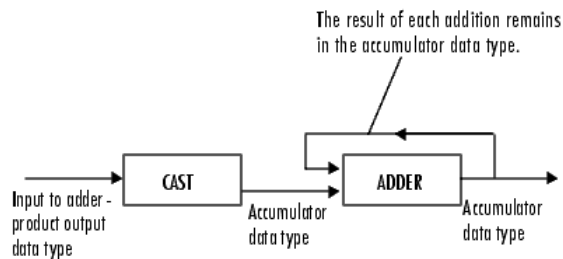 The result of each addition remains
in the accumulator data type.
CAST
ADDER
Input to adder -
product output
data type
Accumulator
data type
Accumulator
data type